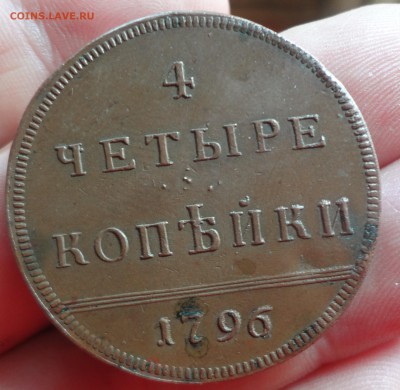 COINS.LAVE.RU
4
ЧЕТЫРЕ
КОПѢЙКИ
1796